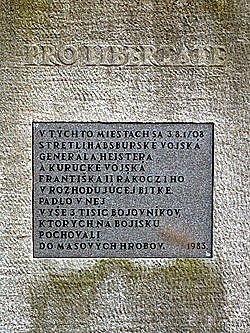 PRO LIBERTATE
V TÝCHTO MIESTACH SA 3.8.1708
STRETLI HABSBURSKÉ VOJSKÁ
GENERÁLA HEISTERA
A KURUCKÉ VOJSKÁ
FRANTIŠKA II RÁKOCZIHO
V ROZHODUJÚCEJ BITKE.
PADLO V NEJ
VYŠE 3 TISÍC BOJOVNÍKOV,
KTORÝCH NA BOJISKU
POCHOVALI
DO MASOVÝCH HROBOV. 1983